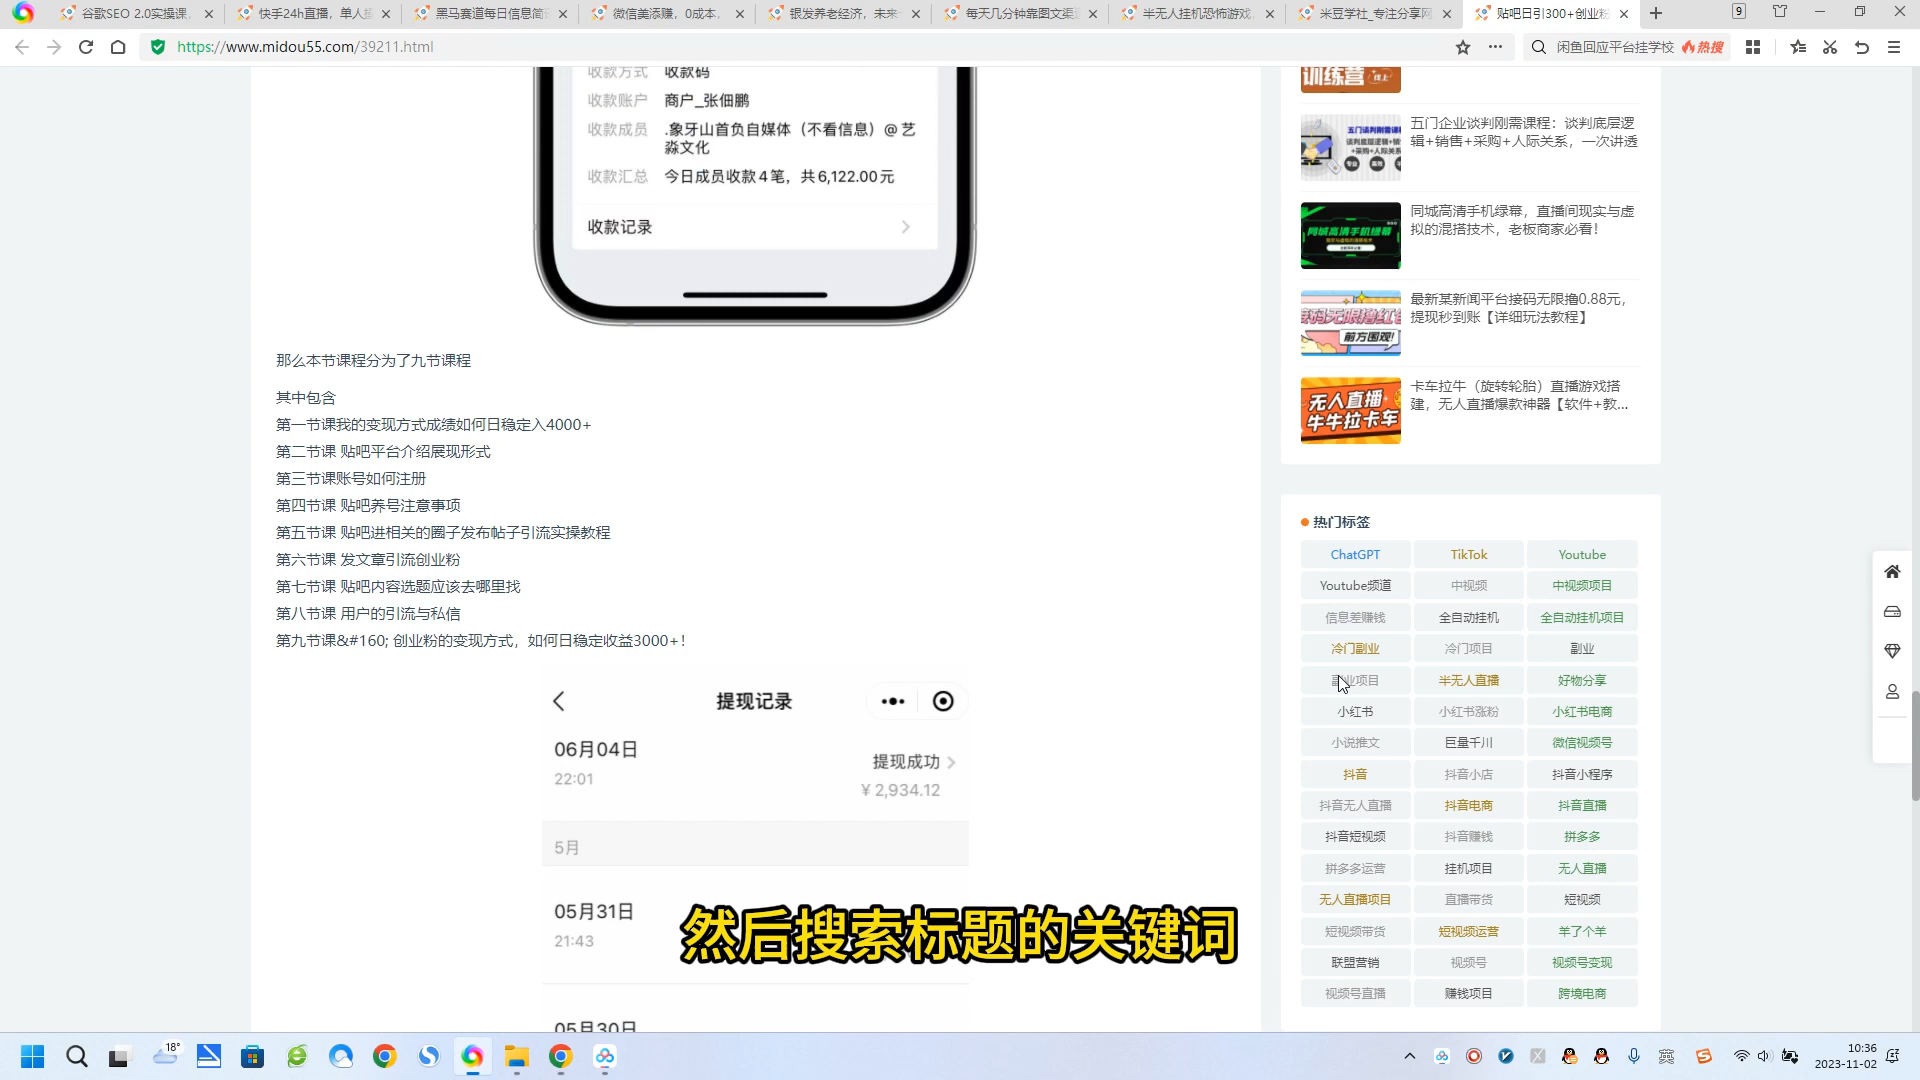 谷歌SEO 2.0实操课
快手24h直播，单人
黑马赛道每日信息简
微信美添赚，0成本，
银发养老经济，未来
每天几分钟靠图文
半无人挂机恐怖游戏
米豆学社_专注分享网
贴吧日引300+创业
9
https://www.midou55.com/39211.html
闲鱼回应平台挂学校
热搜
收款方式 收款码
收款账户 商户_张佃鹏
收款成员 .象牙山首负自媒体（不看信息）@艺
淼文化
收款汇总 今日成员收款4笔，共6,122.00元
收款记录
那么本节课程分为了九节课程
其中包含
第一节课我的变现方式成绩如何日稳定入4000+
第二节课 贴吧平台介绍展现形式
第三节课账号如何注册
第四节课 贴吧养号注意事项
第五节课 贴吧进相关的圈子发布帖子引流实操教程
第六节课 发文章引流创业粉
第七节课 贴吧内容选题应该去哪里找
第八节课 用户的引流与私信
第九节课&#160; 创业粉的变现方式，如何日稳定收益3000+！
提现记录
06月04日
22:01
提现成功
¥ 2,934.12
5月
05月31日
21:43
05月30日
然后搜索标题的关键词
训练营
线上
五门企业谈判刚需课程：谈判底层逻
辑+销售+采购+人际关系，一次讲透
同城高清手机绿幕
同城高清手机绿幕，直播间现实与虚
拟的混搭技术，老板商家必看！
前方围观!
最新某新闻平台接码无限撸0.88元，
提现秒到账【详细玩法教程】
无人直播
牛牛拉卡车
卡车拉牛（旋转轮胎）直播游戏搭
建，无人直播爆款神器【软件+教...
热门标签
ChatGPT TikTok Youtube
Youtube频道 中视频 中视频项目
信息差赚钱 全自动挂机 全自动挂机项目
冷门副业 冷门项目 副业
副业项目 半无人直播 好物分享
小红书 小红书涨粉 小红书电商
小说推文 巨量千川 微信视频号
抖音 抖音小店 抖音小程序
抖音无人直播 抖音电商 抖音直播
抖音短视频 抖音赚钱 拼多多
拼多多运营 挂机项目 无人直播
无人直播项目 直播带货 短视频
短视频带货 短视频运营 羊了个羊
联盟营销 视频号 视频号变现
视频号直播 赚钱项目 跨境电商
18°
英
10:36
2023-11-02